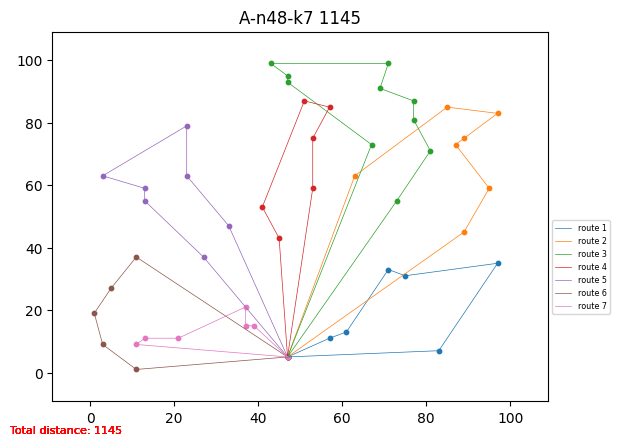 A-n48-k7 1145
100
80
60
40
20
0
0 20 40 60 80 100
route 1
route 2
route 3
route 4
route 5
route 6
route 7
Total distance: 1145